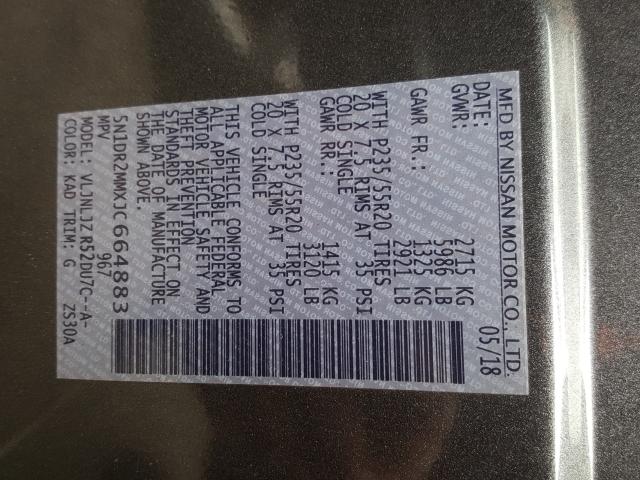 MFD BY NISSAN MOTOR CO., LTD.
DATE: 05/18
GVWR: 2715 KG
5986 LB
GAWR FR.: 1325 KG
2921 LB
WITH P235/55R20 TIRES
20 X 7.5 RIMS AT 35 PSI
COLD SINGLE
GAWR RR.: 1415 KG
3120 LB
WITH P235/55R20 TIRES
20 X 7.5 RIMS AT 35 PSI
COLD SINGLE
THIS VEHICLE CONFORMS TO
ALL APPLICABLE FEDERAL
MOTOR VEHICLE SAFETY AND
THEFT PREVENTION
STANDARDS IN EFFECT ON
THE DATE OF MANUFACTURE
SHOWN ABOVE.
5N1DR2MMXJC664883
MPV 967
MODEL: VLJNLJZ R52DU7C--A-
COLOR: KAD TRIM: G ZS30A